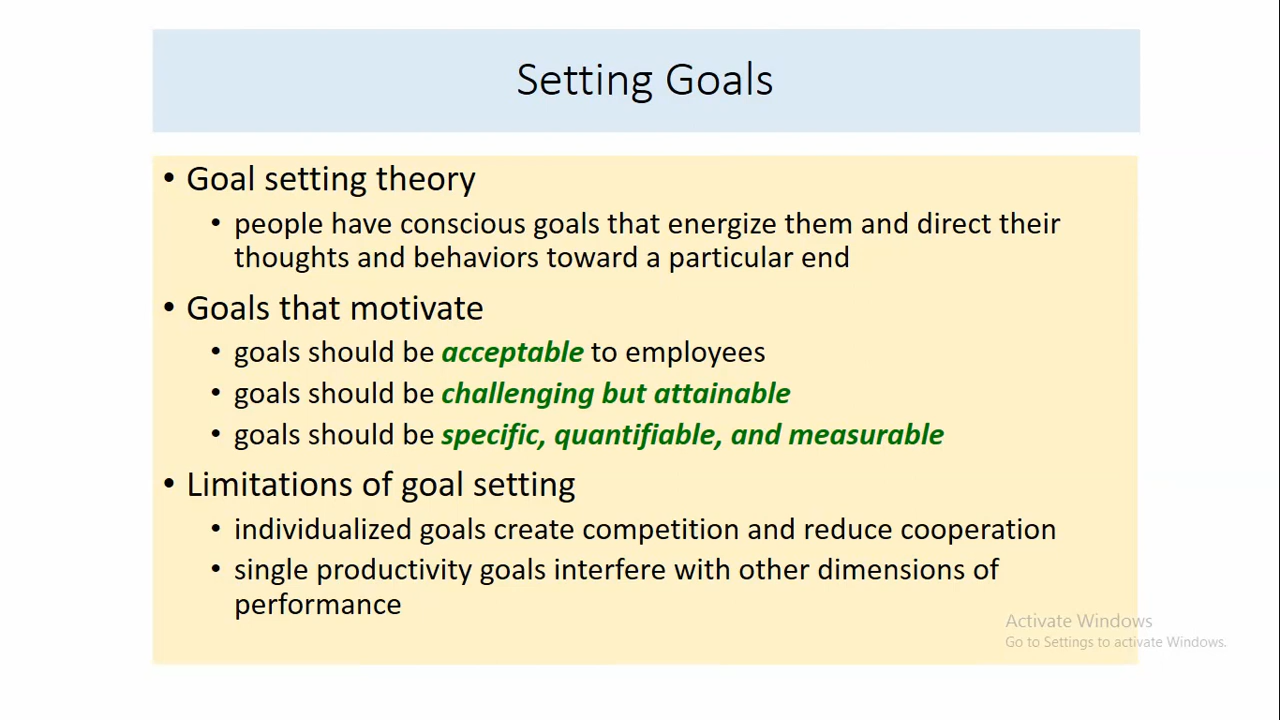 Setting Goals
• Goal setting theory
• people have conscious goals that energize them and direct their
thoughts and behaviors toward a particular end
• Goals that motivate
• goals should be acceptable to employees
• goals should be challenging but attainable
• goals should be specific, quantifiable, and measurable
• Limitations of goal setting
• individualized goals create competition and reduce cooperation
• single productivity goals interfere with other dimensions of
performance
Activate Windows
Go to Settings to activate Windows.